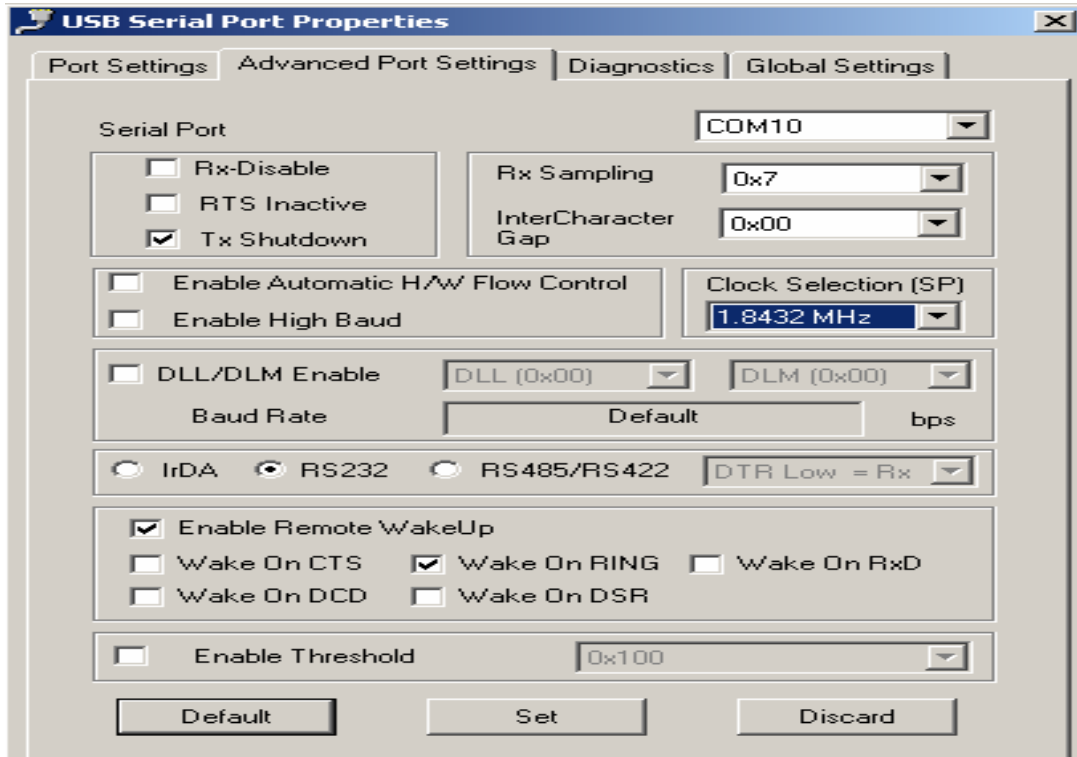 USB Serial Port Properties
Port Settings Advanced Port Settings Diagnostics Global Settings
Serial Port COM10
Rx-Disable
RTS Inactive
Tx Shutdown
Rx Sampling 0x7
InterCharacter
Gap 0x00
Enable Automatic H/W Flow Control
Enable High Baud
Clock Selection (SP)
1.8432 MHz
DLL/DLM Enable DLL (0x00) DLM (0x00)
Baud Rate Default bps
IrDA RS232 RS485/RS422 DTR Low = Rx
Enable Remote WakeUp
Wake On CTS Wake On RING Wake On RxD
Wake On DCD Wake On DSR
Enable Threshold 0x100
Default Set Discard